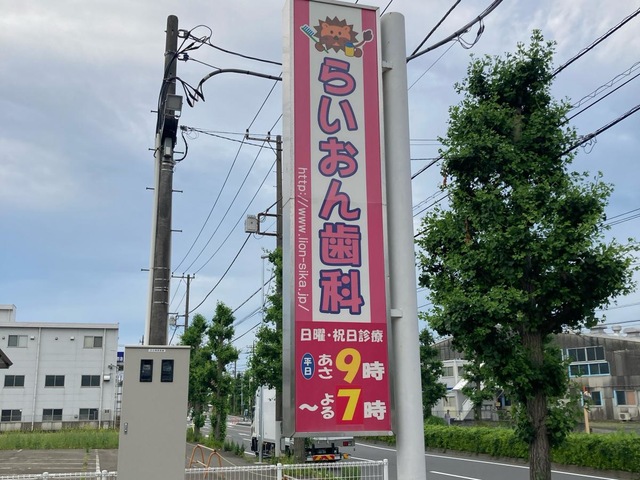 らいおん歯科
http://www.lion-sika.jp/
日曜・祝日診療
平日 あさ9時
〜よる7時